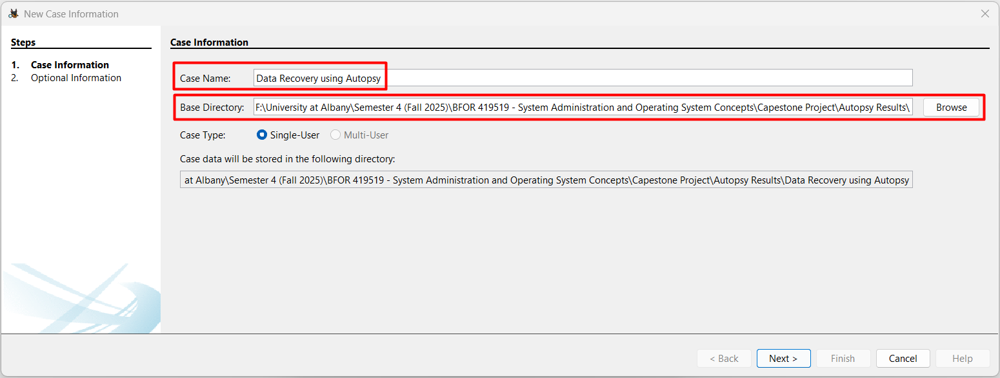 New Case Information
Steps
1. Case Information
2. Optional Information
Case Information
Case Name: Data Recovery using Autopsy
Base Directory: F:\University at Albany\Semester 4 (Fall 2025)\BFOR 419519 - System Administration and Operating System Concepts\Capestone Project\Autopsy Results\ Browse
Case Type: Single-User Multi-User
Case data will be stored in the following directory:
at Albany\Semester 4 (Fall 2025)\BFOR 419519 - System Administration and Operating System Concepts\Capestone Project\Autopsy Results\Data Recovery using Autopsy
< Back Next > Finish Cancel Help